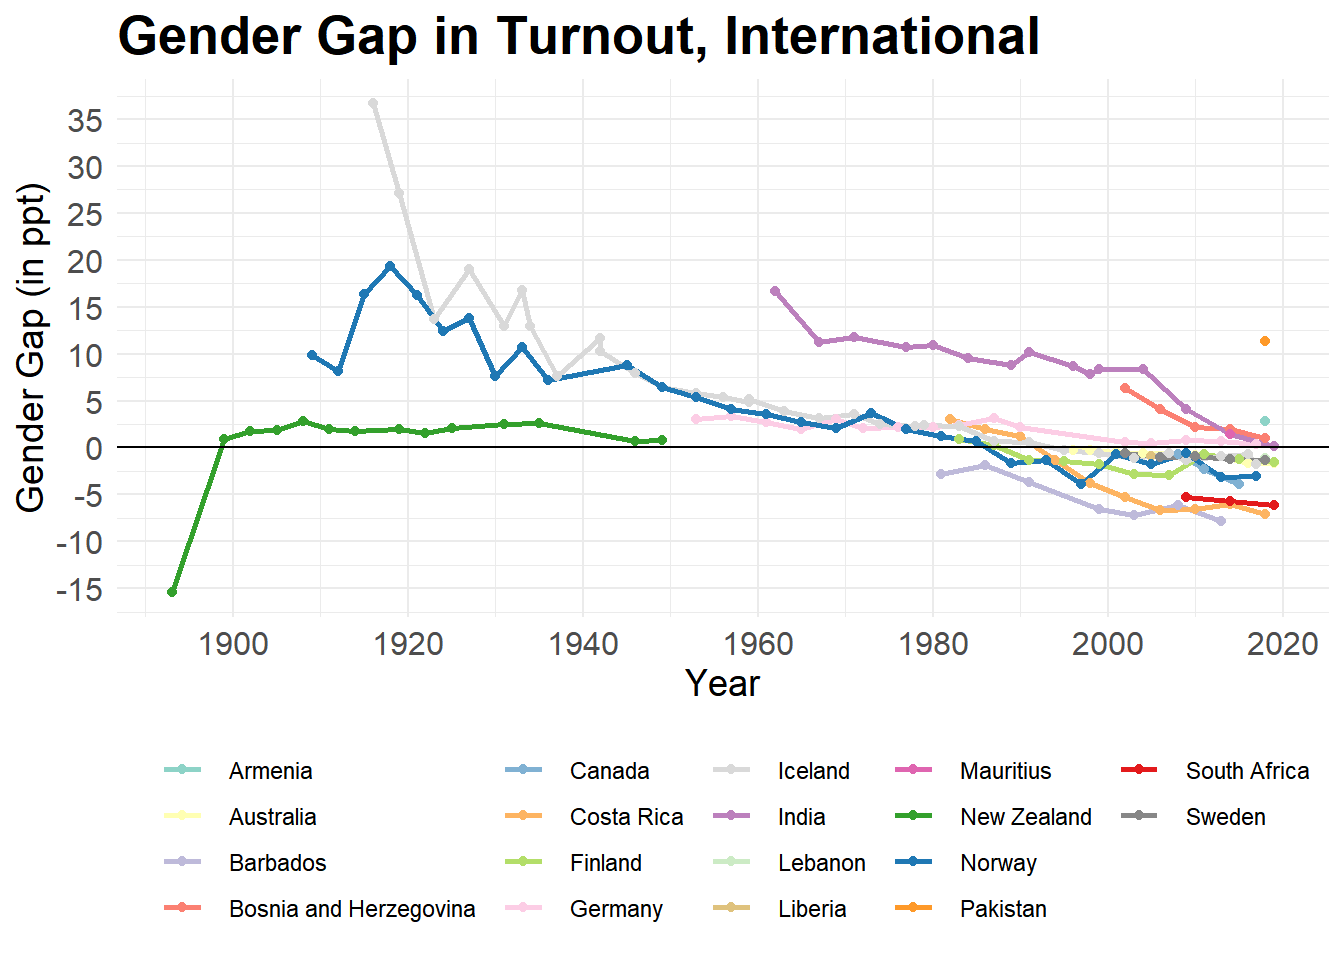 Gender Gap in Turnout, International
Gender Gap (in ppt)
35
30
25
20
15
10
5
0
-5
-10
-15
1900 1920 1940 1960 1980 2000 2020
Year
Armenia Canada Iceland Mauritius South Africa
Australia Costa Rica India New Zealand Sweden
Barbados Finland Lebanon Norway
Bosnia and Herzegovina Germany Liberia Pakistan